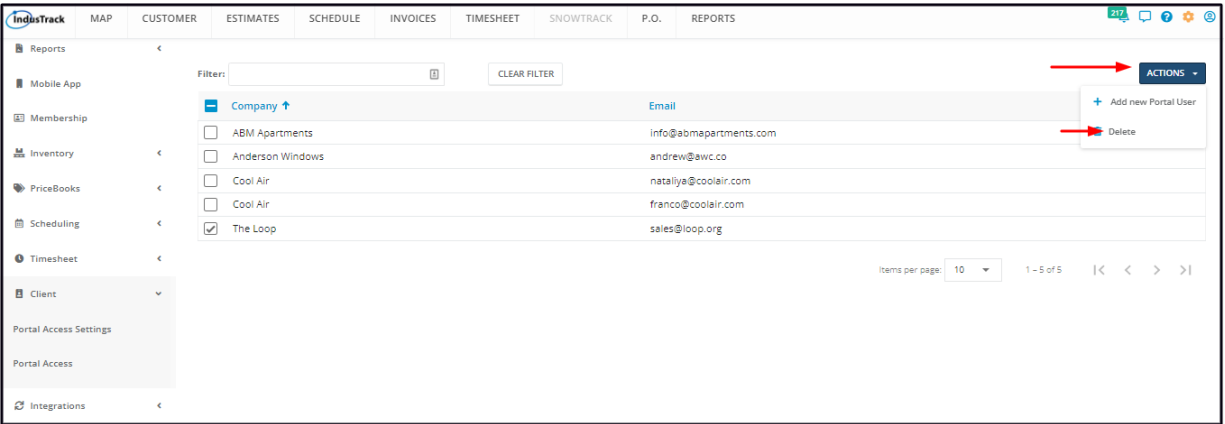 IndusTrack MAP CUSTOMER ESTIMATES SCHEDULE INVOICES TIMESHEET SNOWTRACK P.O. REPORTS 217
Reports
Filter: CLEAR FILTER ACTIONS
Mobile App
Company Email
Add new Portal User
Membership
ABM Apartments info@abmapartments.com
Delete
Inventory
Anderson Windows andrew@awc.co
PriceBooks
Cool Air nataliya@coolair.com
Cool Air franco@coolair.com
Scheduling
The Loop sales@loop.org
Timesheet
Items per page: 10 1 – 5 of 5
Client
Portal Access Settings
Portal Access
Integrations